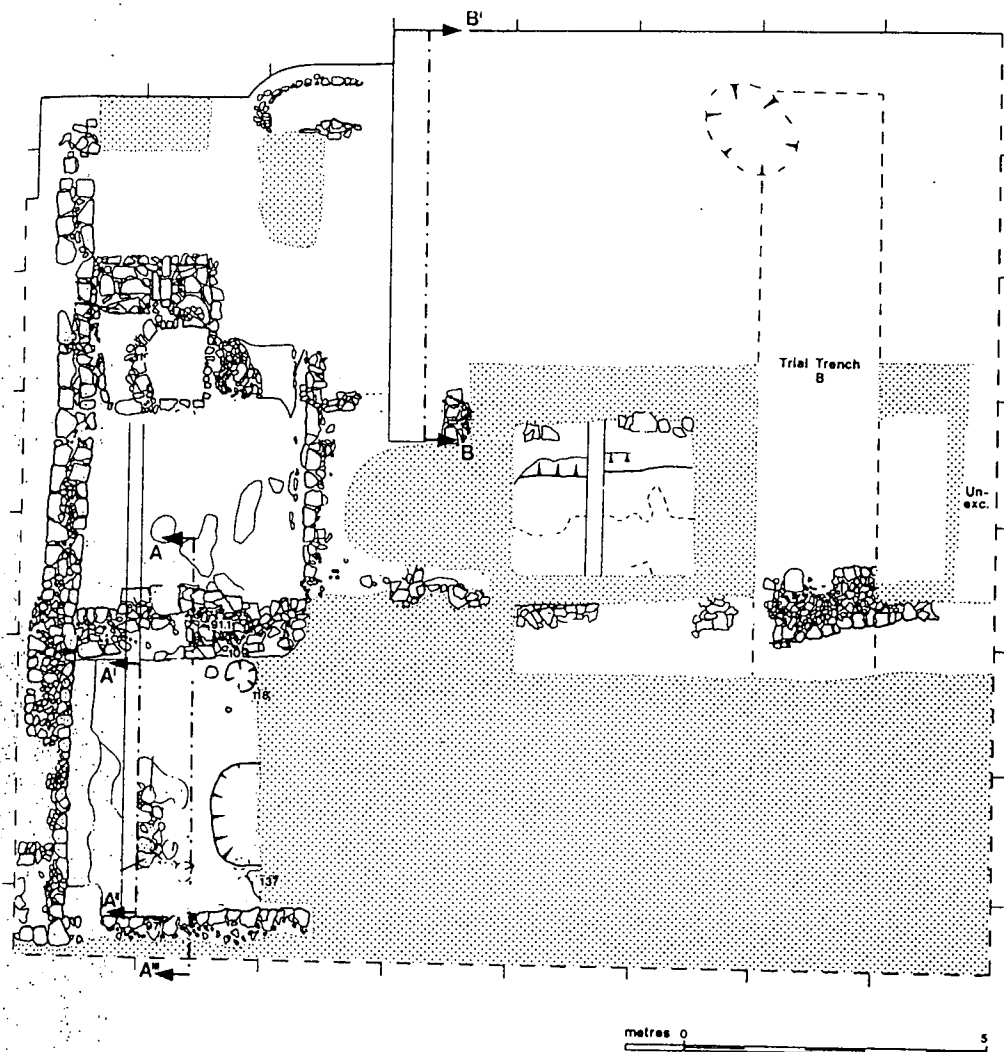 B'
Trial Trench
B
B
Un-
exc.
A
A'
118
137
A"
A'''
metres 0 5